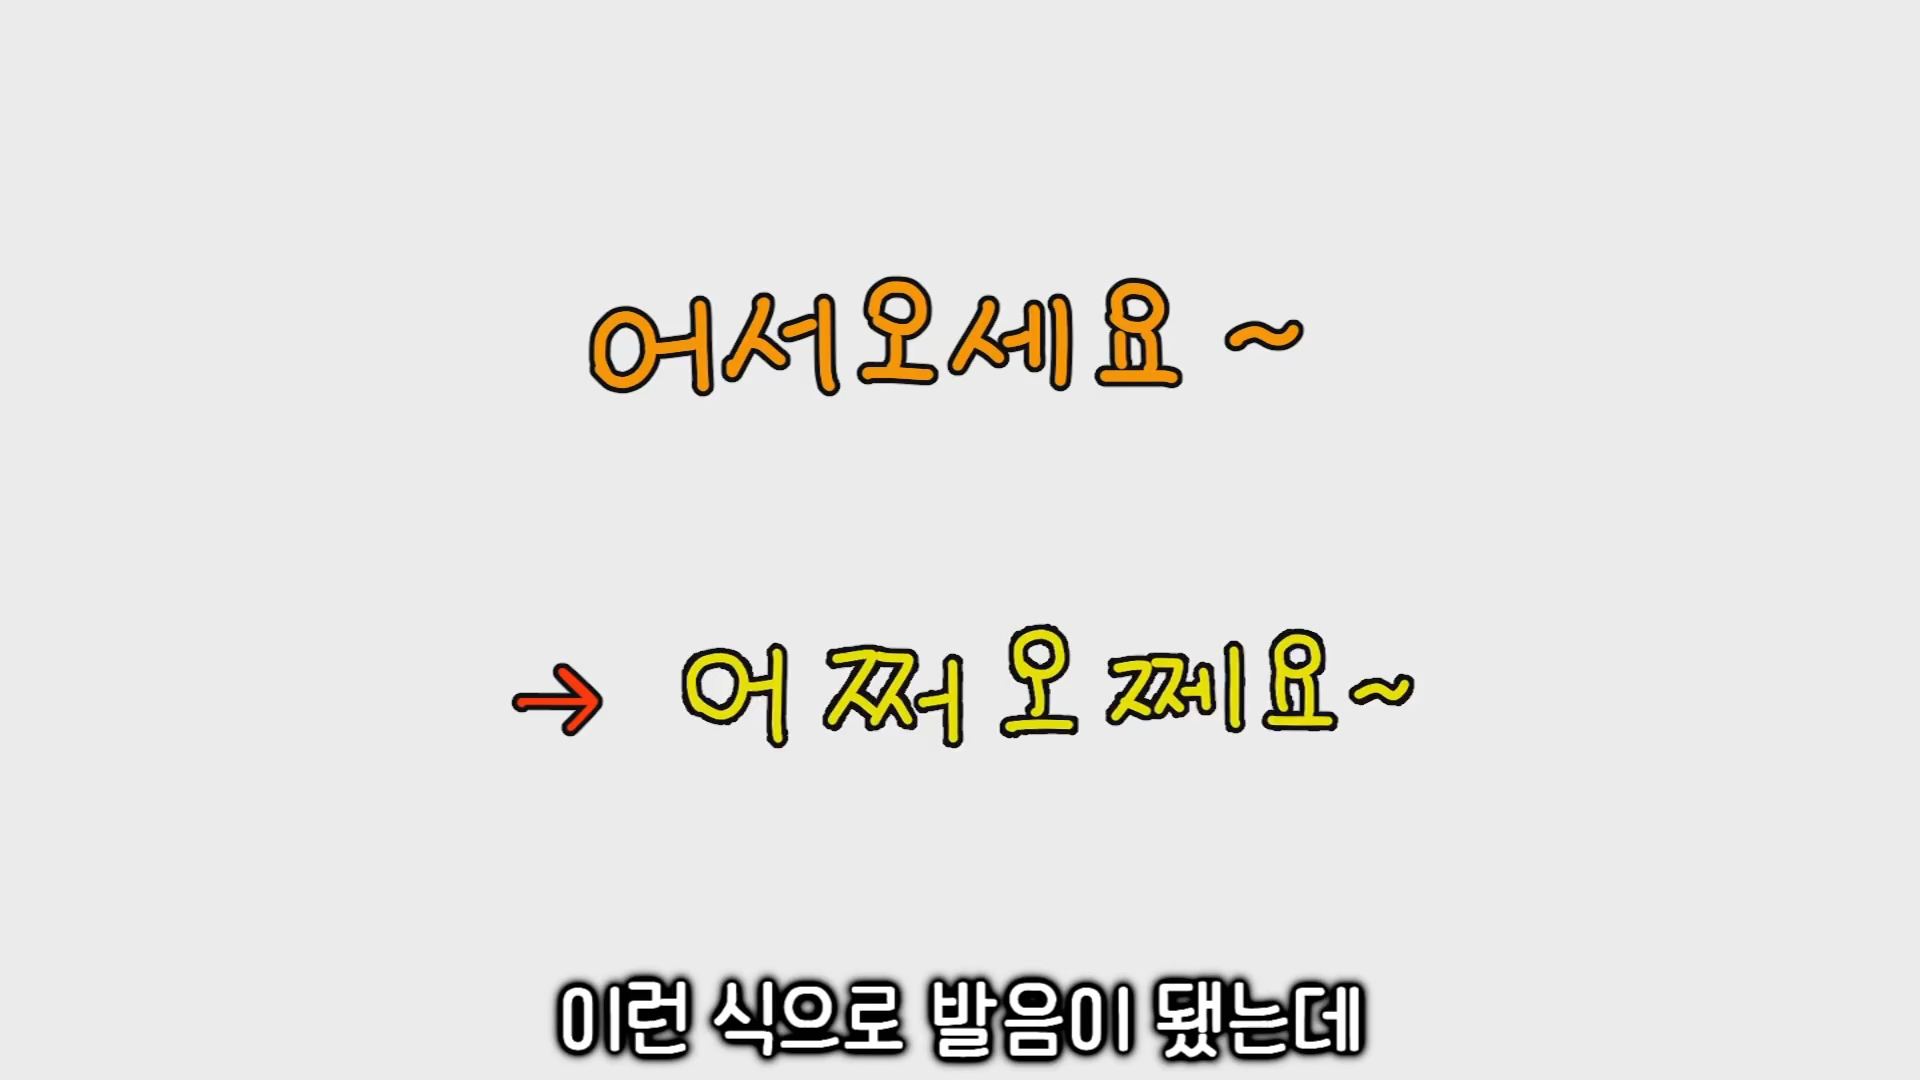 어서오세요~
→ 어쩌오쩨요~
이런 식으로 발음이 됐는데